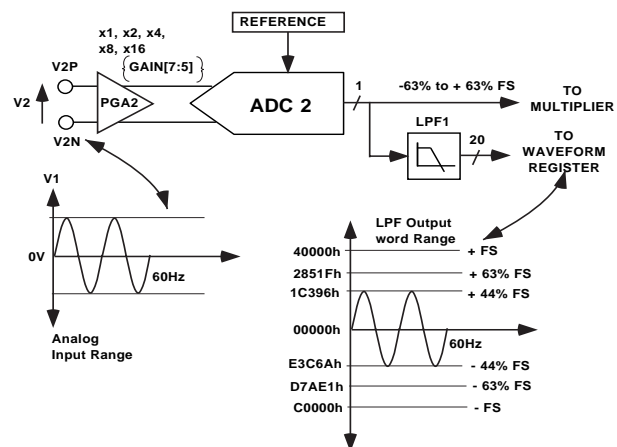 REFERENCE
x1, x2, x4,
x8, x16
{GAIN[7:5]}
V2P
V2
PGA2
V2N
ADC 2
1
-63% to + 63% FS
TO
MULTIPLIER
LPF1
20
TO
WAVEFORM
REGISTER
V1
0V
60Hz
Analog
Input Range
LPF Output
word Range
40000h
+ FS
2851Fh
+ 63% FS
1C396h
+ 44% FS
00000h
60Hz
E3C6Ah
- 44% FS
D7AE1h
- 63% FS
C0000h
- FS